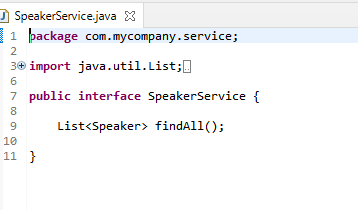 SpeakerService.java
1 package com.mycompany.service;
2
3 import java.util.List;
6
7 public interface SpeakerService {
8
9 List<Speaker> findAll();
10
11 }